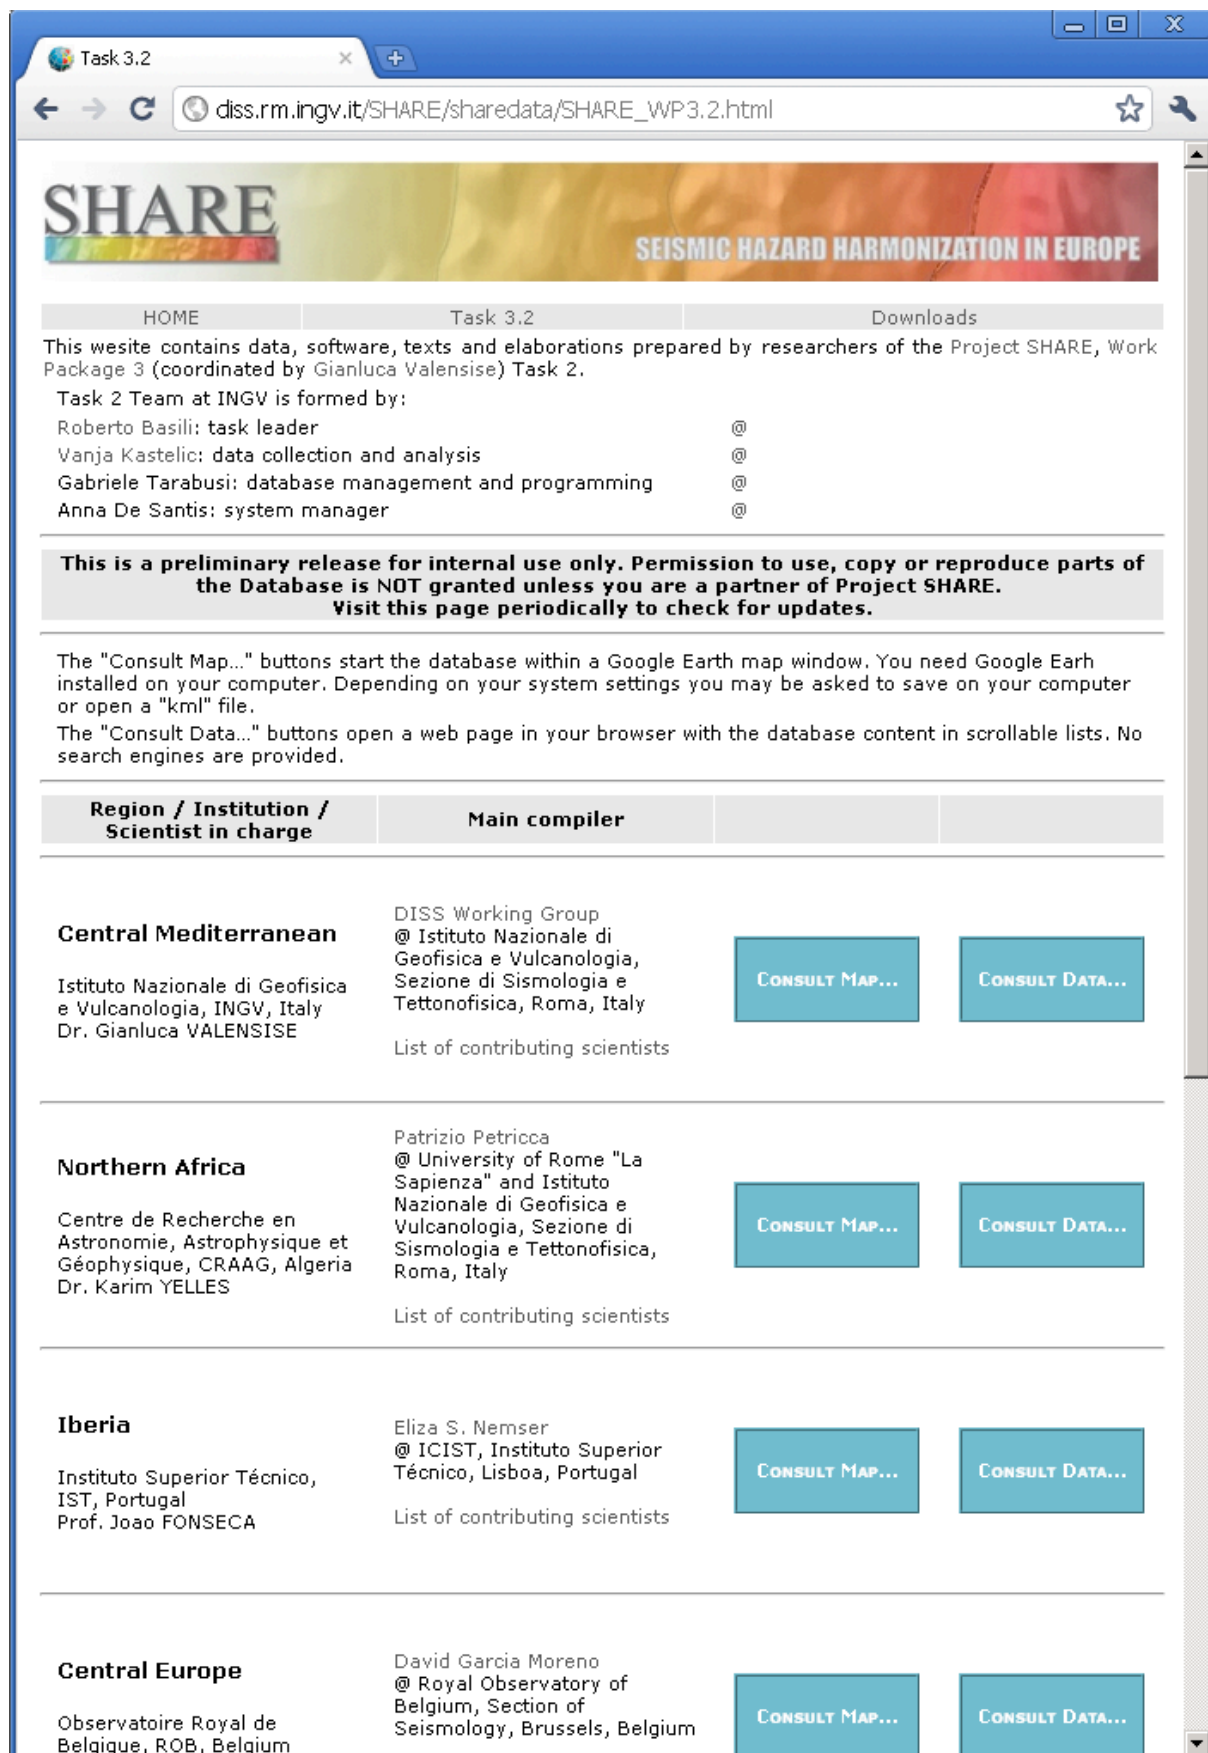 Task 3.2
diss.rm.ingv.it/SHARE/sharedata/SHARE_WP3.2.html
SHARE
SEISMIC HAZARD HARMONIZATION IN EUROPE
HOME Task 3.2 Downloads
This wesite contains data, software, texts and elaborations prepared by researchers of the Project SHARE, Work
Package 3 (coordinated by Gianluca Valensise) Task 2.
Task 2 Team at INGV is formed by:
Roberto Basili: task leader @
Vanja Kastelic: data collection and analysis @
Gabriele Tarabusi: database management and programming @
Anna De Santis: system manager @
This is a preliminary release for internal use only. Permission to use, copy or reproduce parts of
the Database is NOT granted unless you are a partner of Project SHARE.
Visit this page periodically to check for updates.
The "Consult Map..." buttons start the database within a Google Earth map window. You need Google Earh
installed on your computer. Depending on your system settings you may be asked to save on your computer
or open a "kml" file.
The "Consult Data..." buttons open a web page in your browser with the database content in scrollable lists. No
search engines are provided.
Region / Institution /
Scientist in charge
Main compiler
Central Mediterranean
Istituto Nazionale di Geofisica
e Vulcanologia, INGV, Italy
Dr. Gianluca VALENSISE
DISS Working Group
@ Istituto Nazionale di
Geofisica e Vulcanologia,
Sezione di Sismologia e
Tettonofisica, Roma, Italy
List of contributing scientists
CONSULT MAP...
CONSULT DATA...
Northern Africa
Centre de Recherche en
Astronomie, Astrophysique et
Géophysique, CRAAG, Algeria
Dr. Karim YELLES
Patrizio Petricca
@ University of Rome "La
Sapienza" and Istituto
Nazionale di Geofisica e
Vulcanologia, Sezione di
Sismologia e Tettonofisica,
Roma, Italy
List of contributing scientists
CONSULT MAP...
CONSULT DATA...
Iberia
Instituto Superior Técnico,
IST, Portugal
Prof. Joao FONSECA
Eliza S. Nemser
@ ICIST, Instituto Superior
Técnico, Lisboa, Portugal
List of contributing scientists
CONSULT MAP...
CONSULT DATA...
Central Europe
Observatoire Royal de
Belgique, ROB, Belgium
David Garcia Moreno
@ Royal Observatory of
Belgium, Section of
Seismology, Brussels, Belgium
CONSULT MAP...
CONSULT DATA...